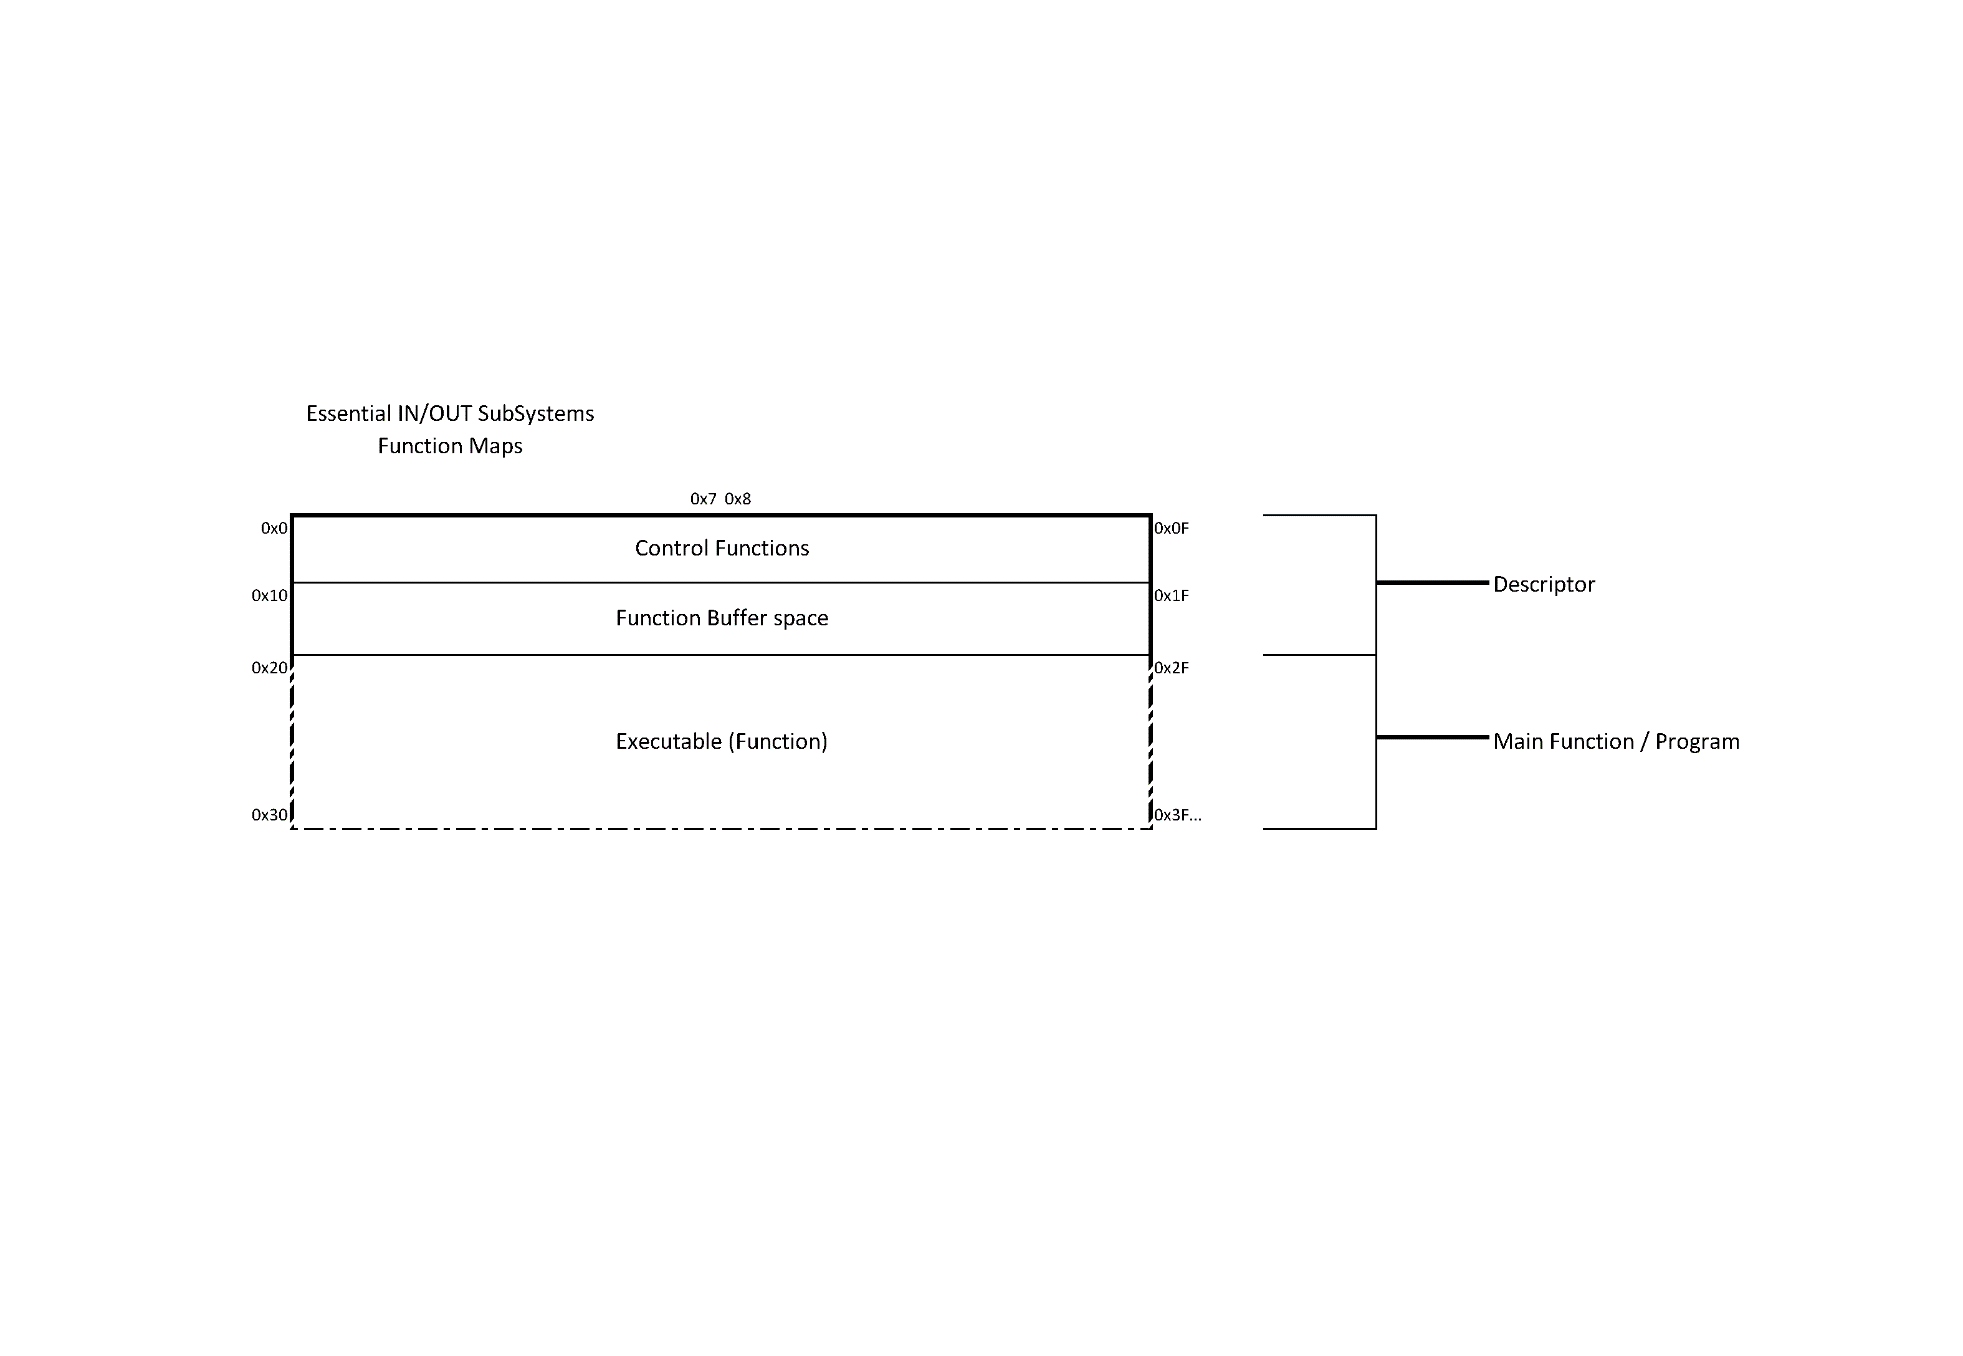 Essential IN/OUT SubSystems
Function Maps
0x7 0x8
0x0
0x0F
Control Functions
0x10
0x1F
Descriptor
Function Buffer space
0x20
0x2F
Executable (Function)
Main Function / Program
0x30
0x3F...